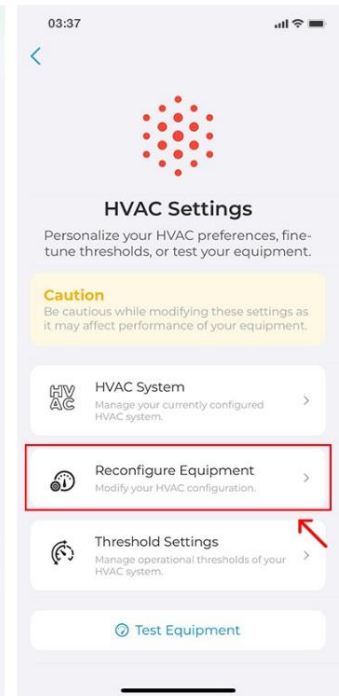 03:37
HVAC Settings
Personalize your HVAC preferences, fine-
tune thresholds, or test your equipment.
Caution
Be cautious while modifying these settings as
it may affect performance of your equipment.
HV
AC
HVAC System
Manage your currently configured
HVAC system.
Reconfigure Equipment
Modify your HVAC configuration.
Threshold Settings
Manage operational thresholds of your
HVAC system.
Test Equipment